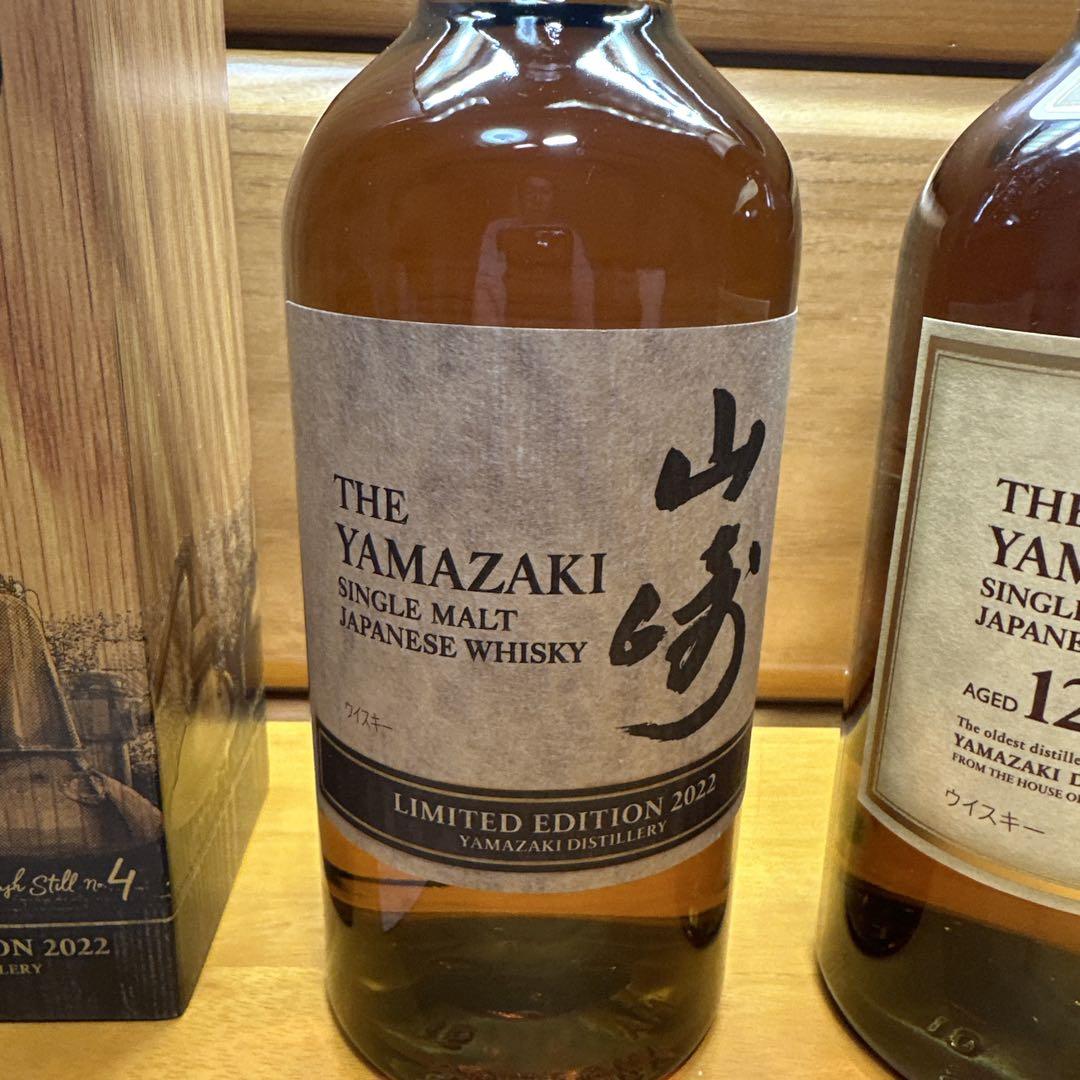 Still no. 4
ON 2022
LERY
THE
YAMAZAKI
SINGLE MALT
JAPANESE WHISKY
山崎
ウイスキー
LIMITED EDITION 2022
YAMAZAKI DISTILLERY
THE
YAM
SINGLE
JAPANE
AGED 12
The oldest distille
YAMAZAKI D
FROM THE HOUSE OF
ウイスキー